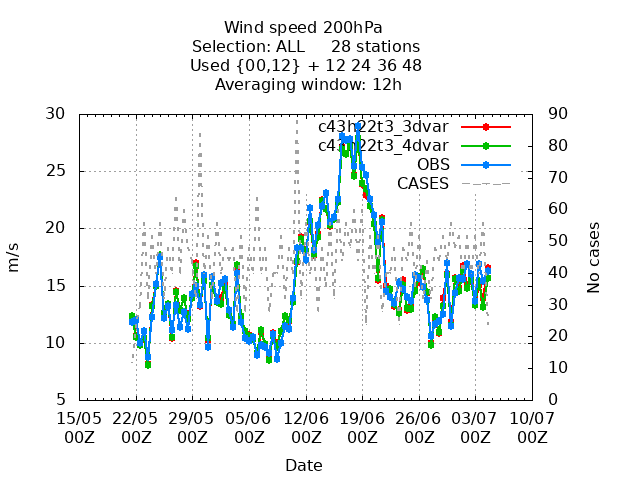 Wind speed 200hPa
Selection: ALL 28 stations
Used {00,12} + 12 24 36 48
Averaging window: 12h
c43h22t3_3dvar
c43h22t3_4dvar
OBS
CASES
30
25
20
15
10
5
m/s
90
80
70
60
50
40
30
20
10
0
No cases
15/05 22/05 29/05 05/06 12/06 19/06 26/06 03/07 10/07
00Z 00Z 00Z 00Z 00Z 00Z 00Z 00Z 00Z
Date